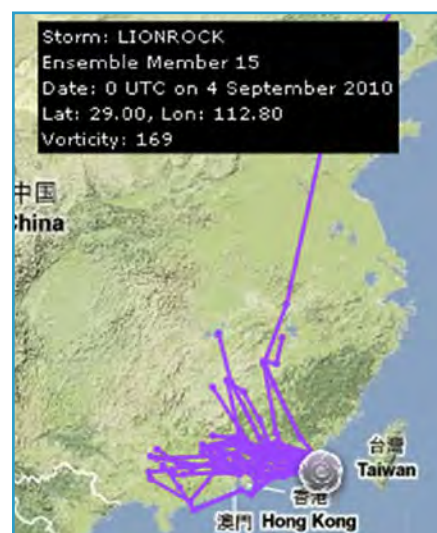 Storm: LIONROCK
Ensemble Member 15
Date: 0 UTC on 4 September 2010
Lat: 29.00, Lon: 112.80
Vorticity: 169
中国
China
台灣
Taiwan
香港
澳門 Hong Kong